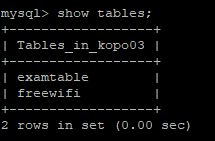 mysql> show tables;
+------------------+
| Tables_in_kopo03 |
+------------------+
| examtable        |
| freewifi         |
+------------------+
2 rows in set (0.00 sec)